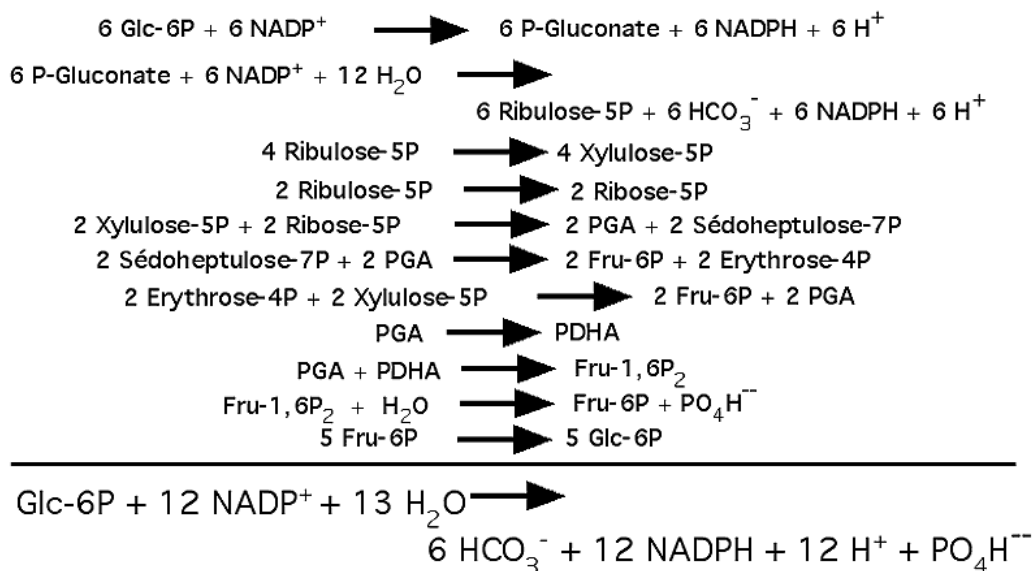 6 Glc-6P + 6 NADP⁺ → 6 P-Gluconate + 6 NADPH + 6 H⁺
6 P-Gluconate + 6 NADP⁺ + 12 H₂O →
6 Ribulose-5P + 6 HCO₃⁻ + 6 NADPH + 6 H⁺
4 Ribulose-5P → 4 Xylulose-5P
2 Ribulose-5P → 2 Ribose-5P
2 Xylulose-5P + 2 Ribose-5P → 2 PGA + 2 Sédoheptulose-7P
2 Sédoheptulose-7P + 2 PGA → 2 Fru-6P + 2 Erythrose-4P
2 Erythrose-4P + 2 Xylulose-5P → 2 Fru-6P + 2 PGA
PGA → PDHA
PGA + PDHA → Fru-1,6P₂
Fru-1,6P₂ + H₂O → Fru-6P + PO₄H⁻⁻
5 Fru-6P → 5 Glc-6P
Glc-6P + 12 NADP⁺ + 13 H₂O →
6 HCO₃⁻ + 12 NADPH + 12 H⁺ + PO₄H⁻⁻